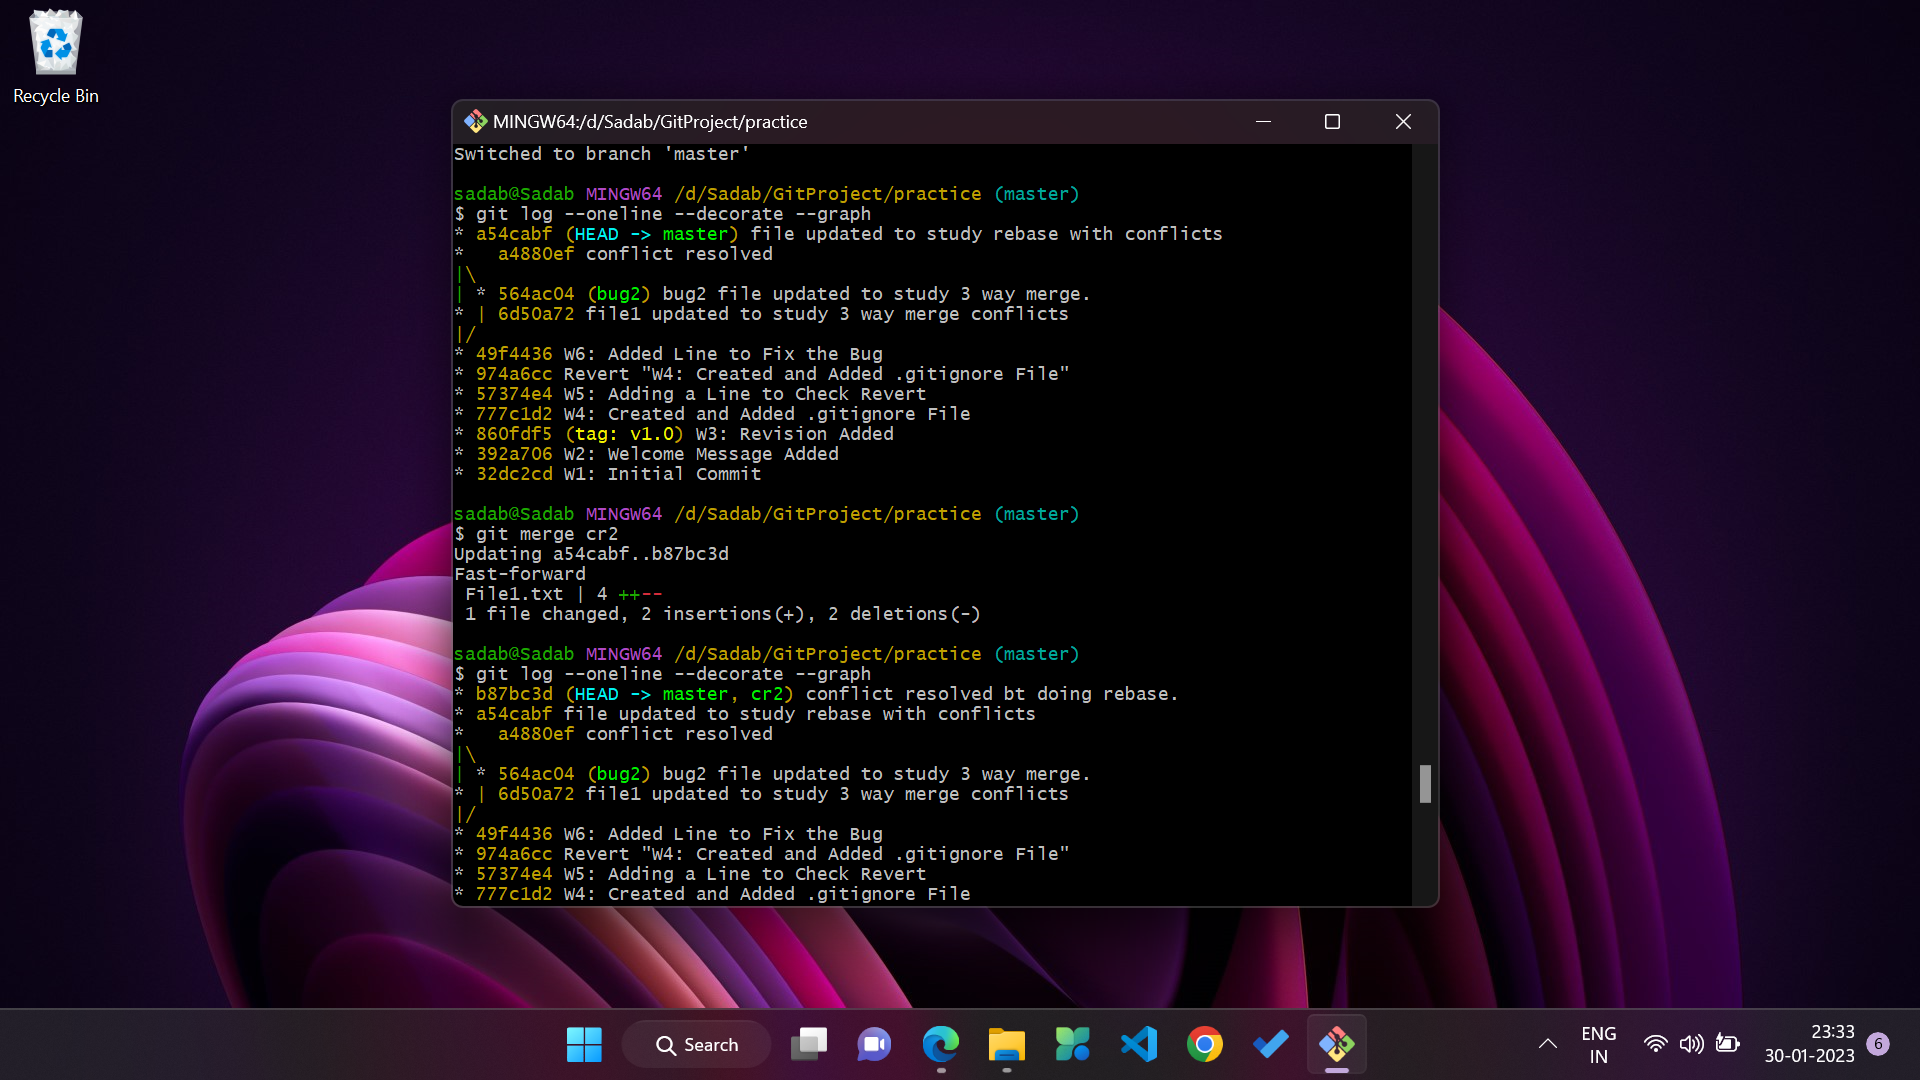 Recycle Bin
MINGW64:/d/Sadab/GitProject/practice
Switched to branch 'master'
sadab@Sadab MINGW64 /d/Sadab/GitProject/practice (master)
$ git log --oneline --decorate --graph
* a54cabf (HEAD -> master) file updated to study rebase with conflicts
*   a4880ef conflict resolved
|\
| * 564ac04 (bug2) bug2 file updated to study 3 way merge.
* | 6d50a72 file1 updated to study 3 way merge conflicts
|/
* 49f4436 W6: Added Line to Fix the Bug
* 974a6cc Revert "W4: Created and Added .gitignore File"
* 57374e4 W5: Adding a Line to Check Revert
* 777c1d2 W4: Created and Added .gitignore File
* 860fdf5 (tag: v1.0) W3: Revision Added
* 392a706 W2: Welcome Message Added
* 32dc2cd W1: Initial Commit
sadab@Sadab MINGW64 /d/Sadab/GitProject/practice (master)
$ git merge cr2
Updating a54cabf..b87bc3d
Fast-forward
 File1.txt | 4 ++--
 1 file changed, 2 insertions(+), 2 deletions(-)
sadab@Sadab MINGW64 /d/Sadab/GitProject/practice (master)
$ git log --oneline --decorate --graph
* b87bc3d (HEAD -> master, cr2) conflict resolved bt doing rebase.
* a54cabf file updated to study rebase with conflicts
*   a4880ef conflict resolved
|\
| * 564ac04 (bug2) bug2 file updated to study 3 way merge.
* | 6d50a72 file1 updated to study 3 way merge conflicts
|/
* 49f4436 W6: Added Line to Fix the Bug
* 974a6cc Revert "W4: Created and Added .gitignore File"
* 57374e4 W5: Adding a Line to Check Revert
* 777c1d2 W4: Created and Added .gitignore File
Search
ENG
IN
23:33
30-01-2023
6